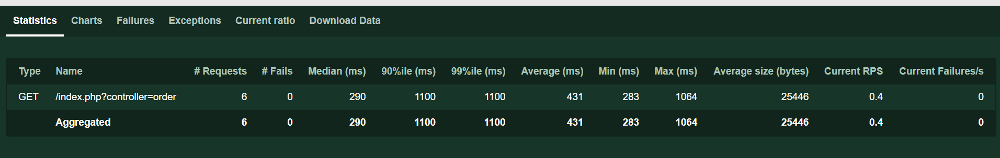 Statistics Charts Failures Exceptions Current ratio Download Data
Type Name # Requests # Fails Median (ms) 90%ile (ms) 99%ile (ms) Average (ms) Min (ms) Max (ms) Average size (bytes) Current RPS Current Failures/s
GET /index.php?controller=order 6 0 290 1100 1100 431 283 1064 25446 0.4 0
Aggregated 6 0 290 1100 1100 431 283 1064 25446 0.4 0